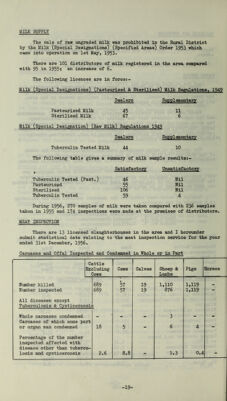 MILK SUPPLY
The sale of raw ungraded milk was prohibited in the Rural District
by the Milk (Special Designations) (Specified Areas) Order 1953 which
came into operation on 1st May, 1953.
There are 101 distributors of milk registered in the area compared
with 95 in 1955: an increase of 6.
The following licences are in force:-
Milk (Special Designations) (Pasteurised & Sterilised) Milk Regulations, 1949
Dealers Supplementary
Pasteurised Milk 45 11
Sterilised Milk 67 6
Milk (Special Designation) (Raw Milk) Regulations 1949
Dealers Supplementary
Tuberculin Tested Milk 44 10
The following table gives a summary of milk sample results:-
Satisfactory Unsatisfactory
Tuberculin Tested (Past.) 46 Nil
Pasteurised 55 Nil
Sterilised 106 Nil
Tuberculin Tested 59 4
During 1956, 270 samples of milk were taken compared with 236 samples
taken in 1955 and 174 inspections were made at the premises of distributors.
MEAT INSPECTION
There are 13 licensed slaughterhouses in the area and I hereunder
submit statistical data relating to the meat inspection service for the year
ended 31st December, 1956.
Carcases and Offal Inspected and Condemned in Whole or in Part
Cattle Excluding Cows | Cows | Calves | Sheep & Lambs | Pigs | Horses
Number killed 689 57 19 1,110 1,119 -
Number inspected 689 57 19 876 1,119 -
All diseases except
Tuberculosis & Cysticercosis
Whole carcases condemned - - - 3 - -
Carcases of which some part
or organ was condemned 18 5 - 6 4 -
Percentage of the number
inspected affected with
disease other than tubercu-
losis and cysticercosis 2.6 8.8 - 1.3 0.4 -
-19-